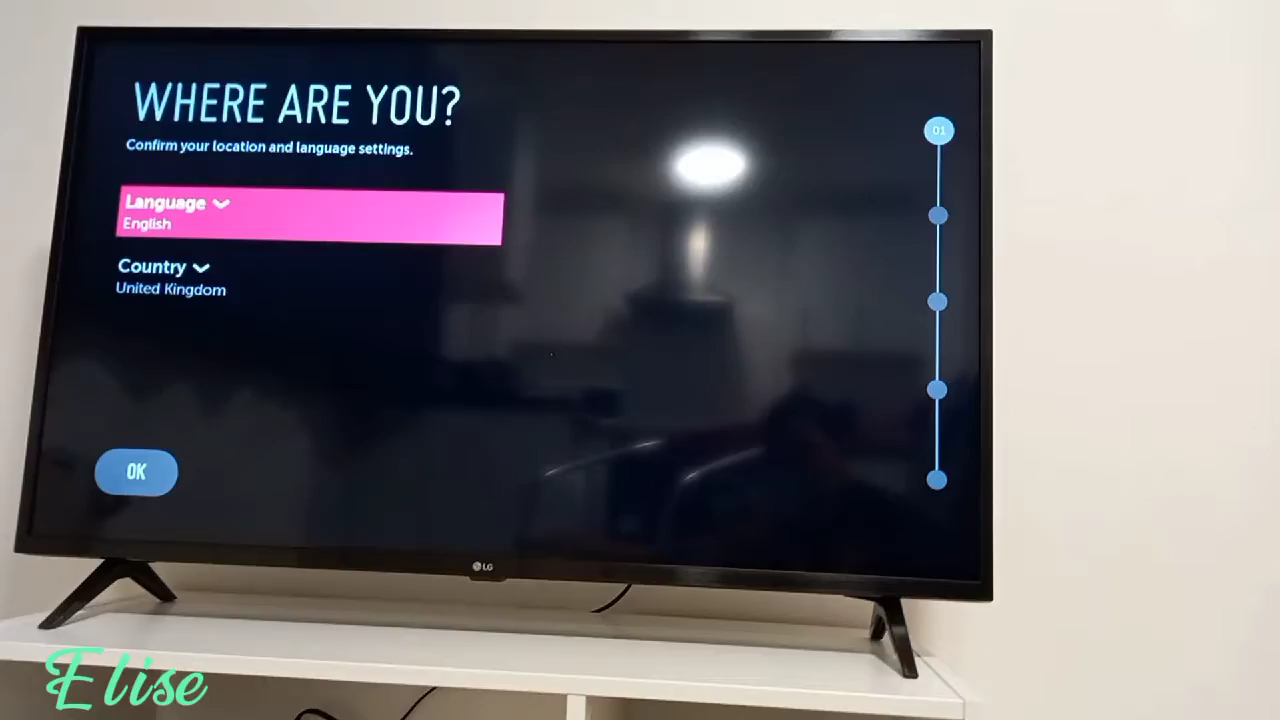 WHERE ARE YOU?
Confirm your location and language settings.
01
Language
English
Country
United Kingdom
OK
LG
Elise